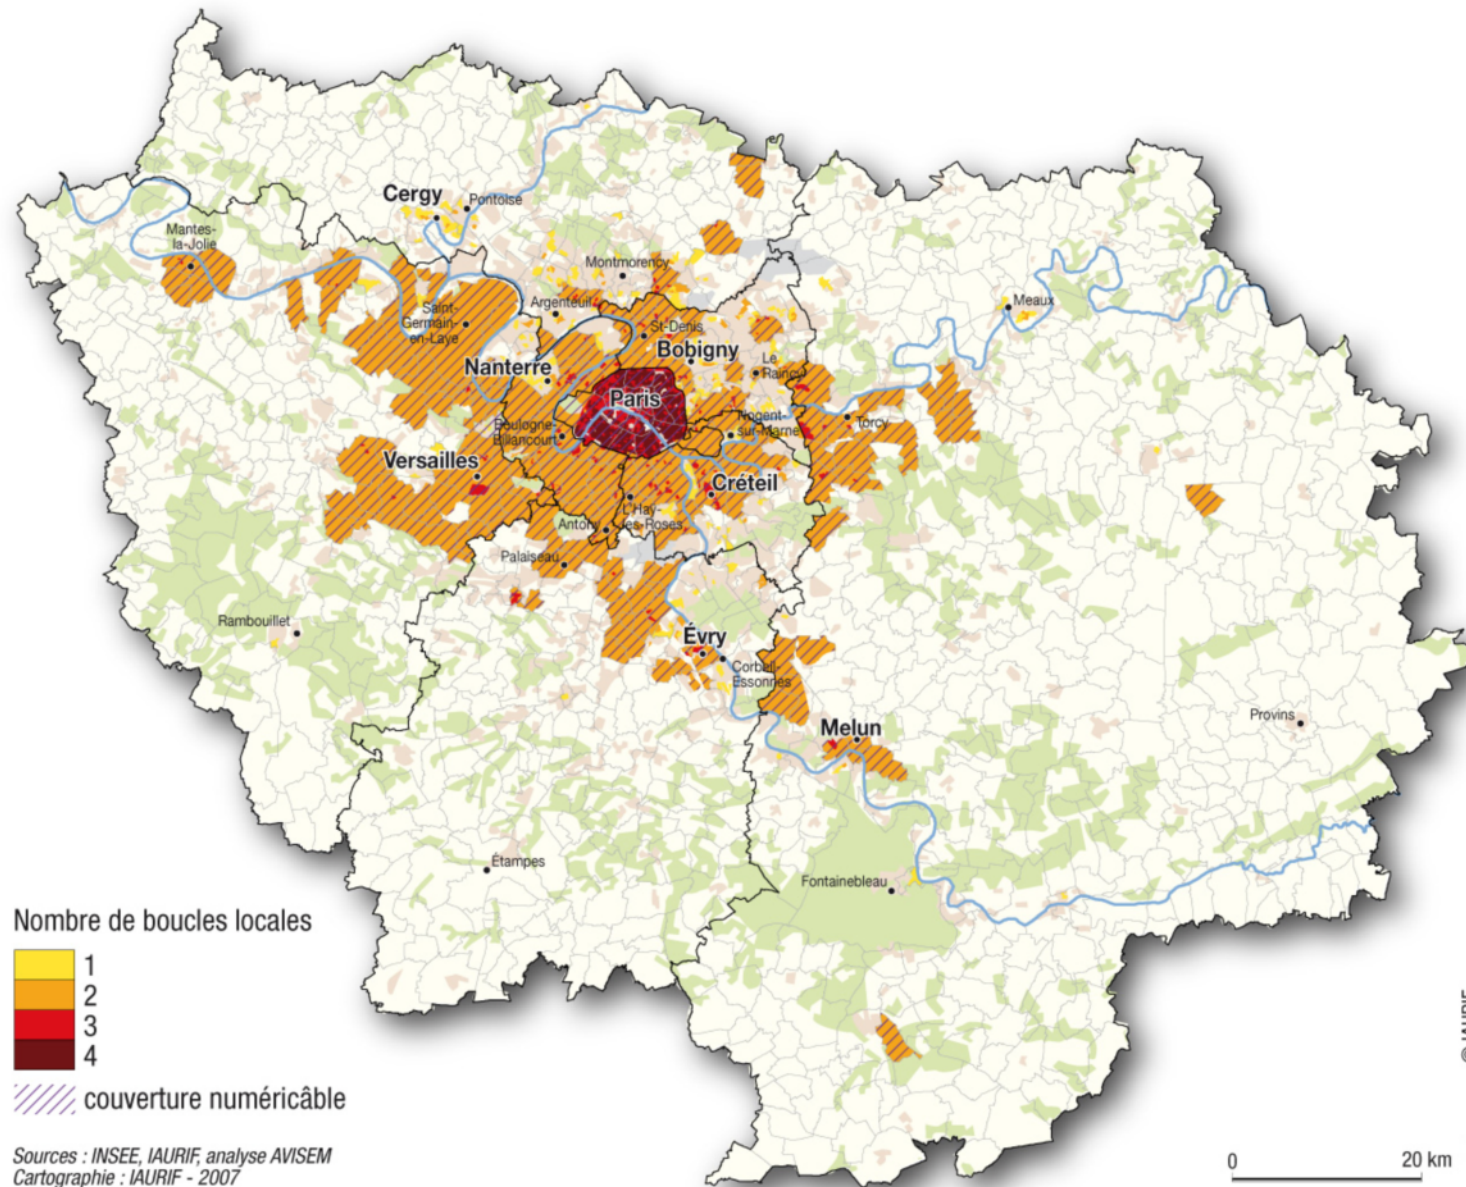 Cergy
Pontoise
Mantes-
la-Jolie
Montmorency
Saint-
Germain-
en-Laye
Argenteuil
St-Denis
Meaux
Nanterre
Bobigny
Le
Raincy
Paris
Boulogne-
Billancourt
Nogent-
sur-Marne
Torcy
Versailles
Créteil
L'Haÿ-
les-Roses
Antony
Palaiseau
Rambouillet
Évry
Corbeil-
Essonnes
Melun
Provins
Étampes
Fontainebleau
Nombre de boucles locales
1
2
3
4
couverture numéricâble
Sources : INSEE, IAURIF, analyse AVISEM
Cartographie : IAURIF - 2007
0 20 km
© IAURIF